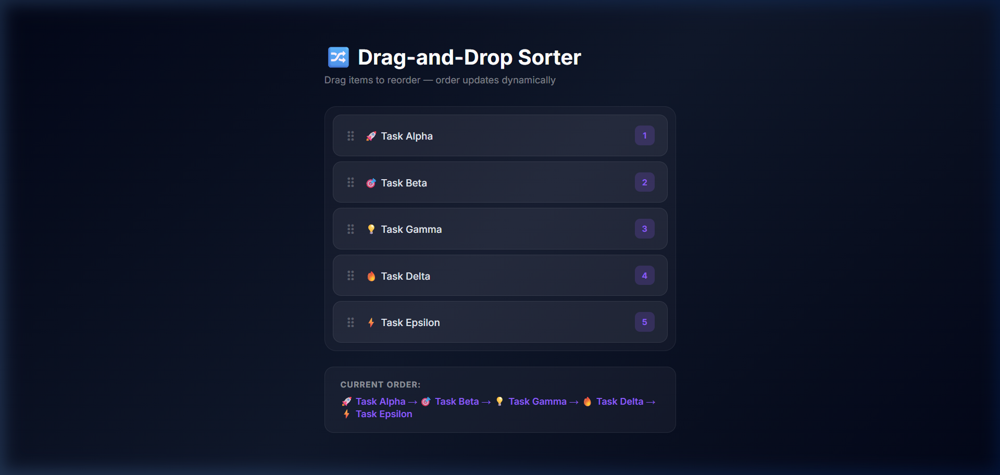 🔀 Drag-and-Drop Sorter
Drag items to reorder — order updates dynamically
🚀 Task Alpha 1
🎯 Task Beta 2
💡 Task Gamma 3
🔥 Task Delta 4
⚡ Task Epsilon 5
CURRENT ORDER:
🚀 Task Alpha → 🎯 Task Beta → 💡 Task Gamma → 🔥 Task Delta →
⚡ Task Epsilon